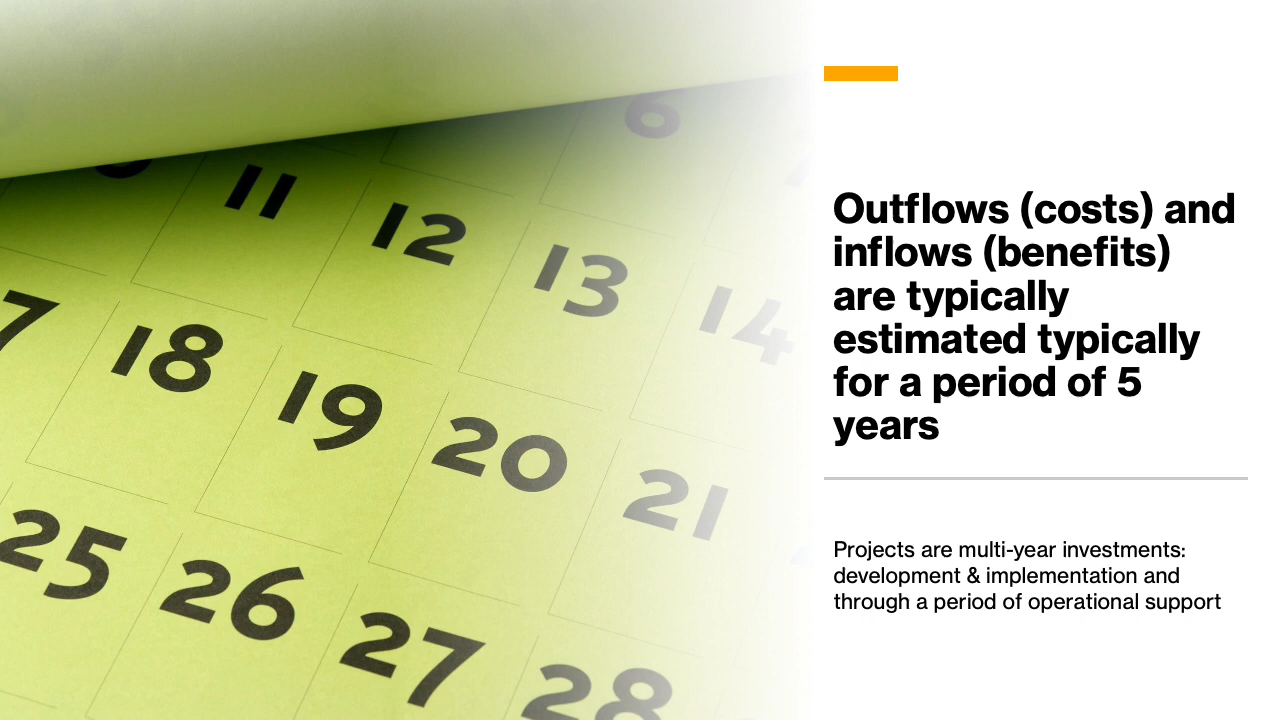 6
11 12 13 14
7 18 19 20 21
25 26 27 28
Outflows (costs) and
inflows (benefits)
are typically
estimated typically
for a period of 5
years
Projects are multi-year investments:
development & implementation and
through a period of operational support